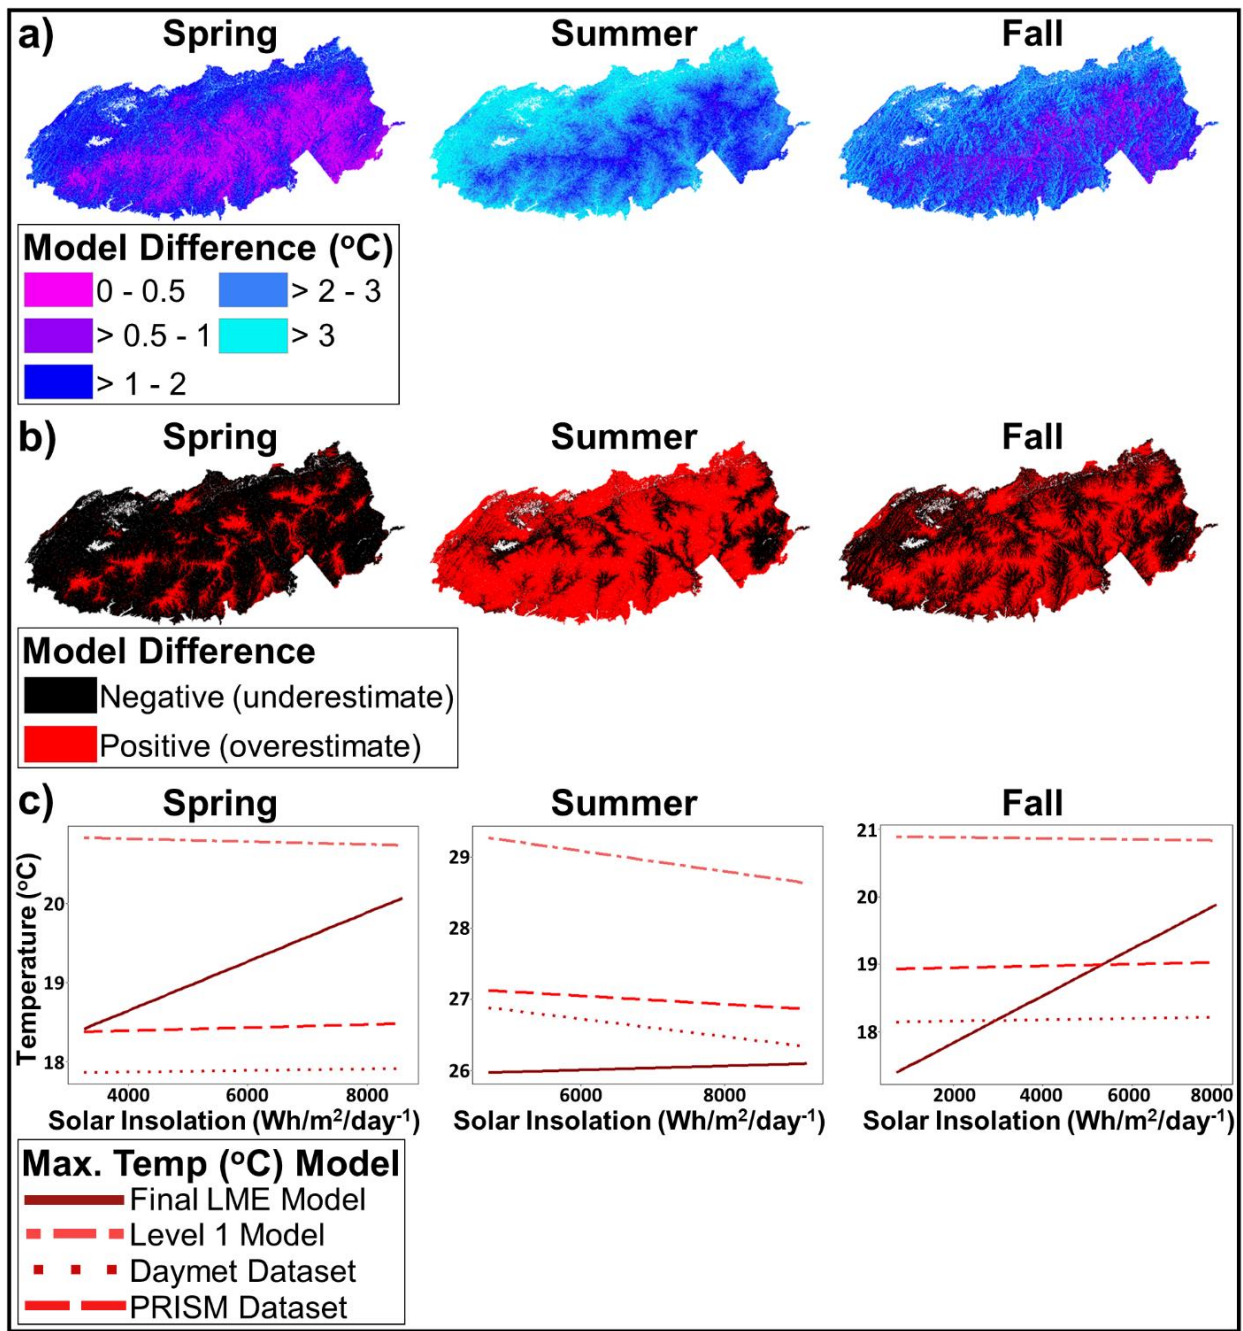 a)
Spring
Summer
Fall
Model Difference (°C)
0 - 0.5
> 2 - 3
> 0.5 - 1
> 3
> 1 - 2
b)
Spring
Summer
Fall
Model Difference
Negative (underestimate)
Positive (overestimate)
c)
Spring
Summer
Fall
Temperature (°C)
20
19
18
4000 6000 8000
Solar Insolation (Wh/m²/day⁻¹)
29
28
27
26
6000 8000
Solar Insolation (Wh/m²/day⁻¹)
21
20
19
18
2000 4000 6000 8000
Solar Insolation (Wh/m²/day⁻¹)
Max. Temp (°C) Model
Final LME Model
Level 1 Model
Daymet Dataset
PRISM Dataset